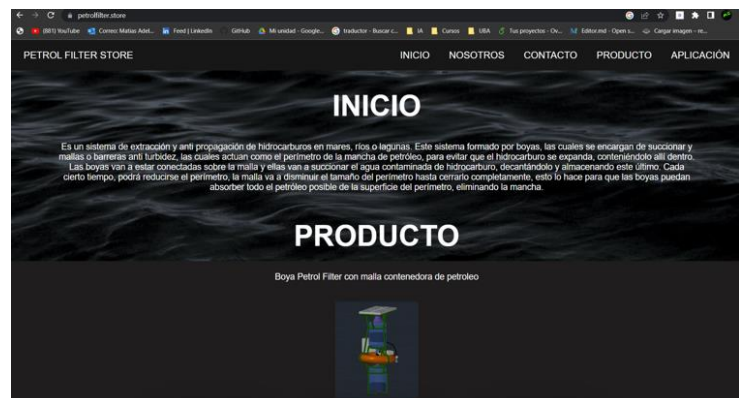 petrolfilter.store
(881) YouTube Correo: Matias Adel... Feed | LinkedIn GitHub Mi unidad - Google... traductor - Buscar c... IA Cursos UBA Tus proyectos - Ov... Editor.md - Open s... Cargar imagen – re...
PETROL FILTER STORE INICIO NOSOTROS CONTACTO PRODUCTO APLICACIÓN
INICIO
Es un sistema de extracción y anti propagación de hidrocarburos en mares, ríos o lagunas. Este sistema formado por boyas, las cuales se encargan de succionar y
mallas o barreras anti turbidez, las cuales actuan como el perímetro de la mancha de petróleo, para evitar que el hidrocarburo se expanda, conteniéndolo allí dentro.
Las boyas van a estar conectadas sobre la malla y ellas van a succionar el agua contaminada de hidrocarburo, decantándolo y almacenando este último. Cada
cierto tiempo, podrá reducirse el perímetro, la malla va a disminuir el tamaño del perimetro hasta cerrarlo completamente, esto lo hace para que las boyas puedan
absorber todo el petróleo posible de la superficie del perímetro, eliminando la mancha.
PRODUCTO
Boya Petrol Filter con malla contenedora de petroleo